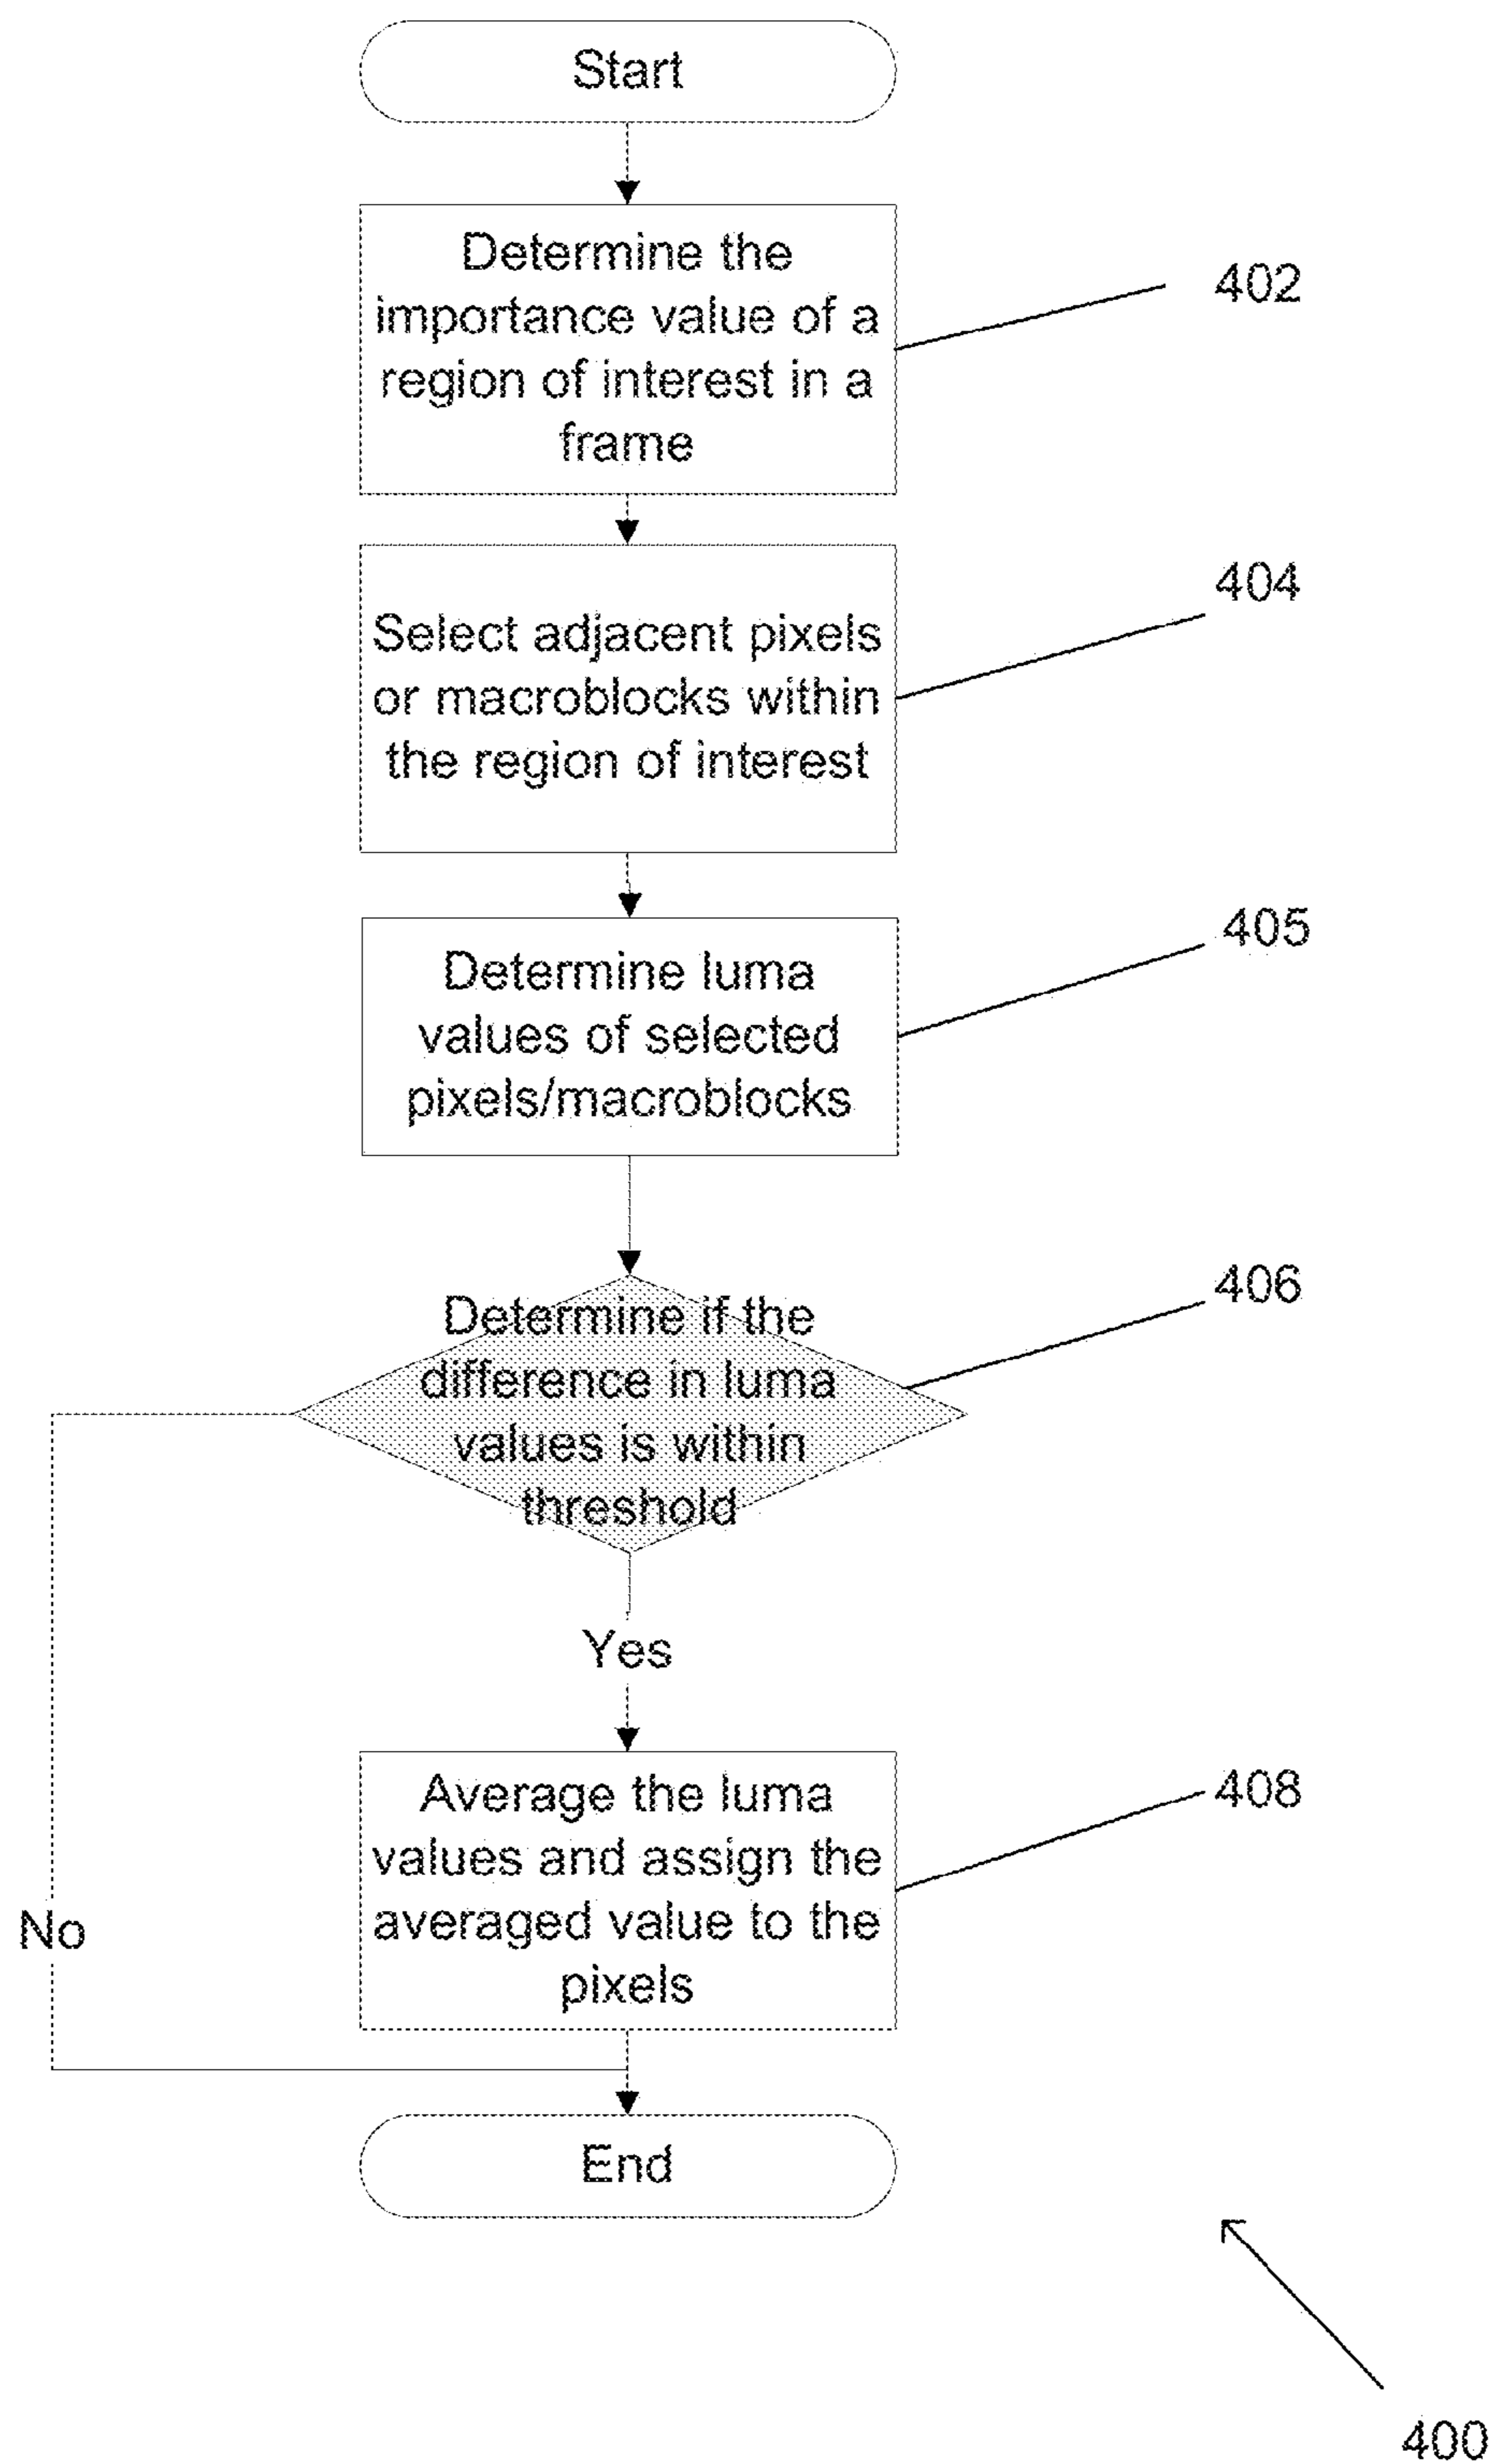 Start
Determine the
importance value of a
region of interest in a
frame
402
Select adjacent pixels
or macroblocks within
the region of interest
404
Determine luma
values of selected
pixels/macroblocks
405
Determine if the
difference in luma
values is within
threshold
406
Yes
Average the luma
values and assign the
averaged value to the
pixels
408
No
End
400